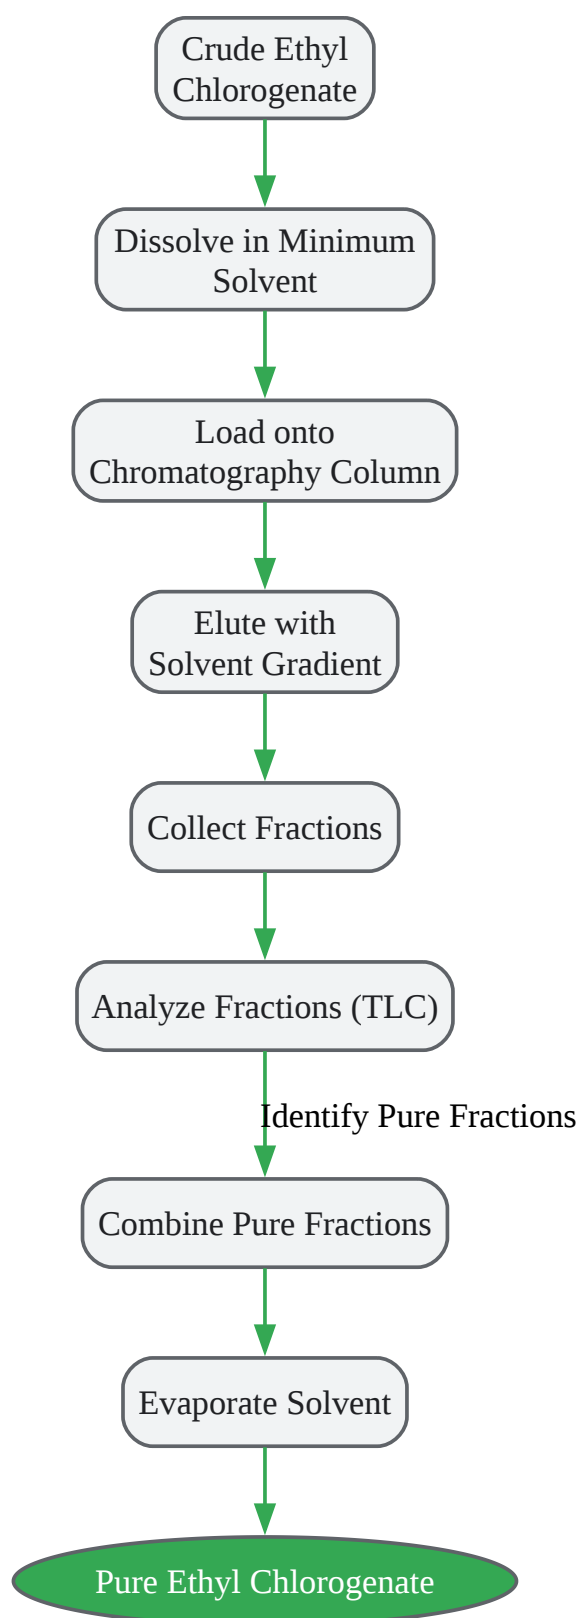 Crude Ethyl
Chlorogenate
Dissolve in Minimum
Solvent
Load onto
Chromatography Column
Elute with
Solvent Gradient
Collect Fractions
Analyze Fractions (TLC)
Identify Pure Fractions
Combine Pure Fractions
Evaporate Solvent
Pure Ethyl Chlorogenate